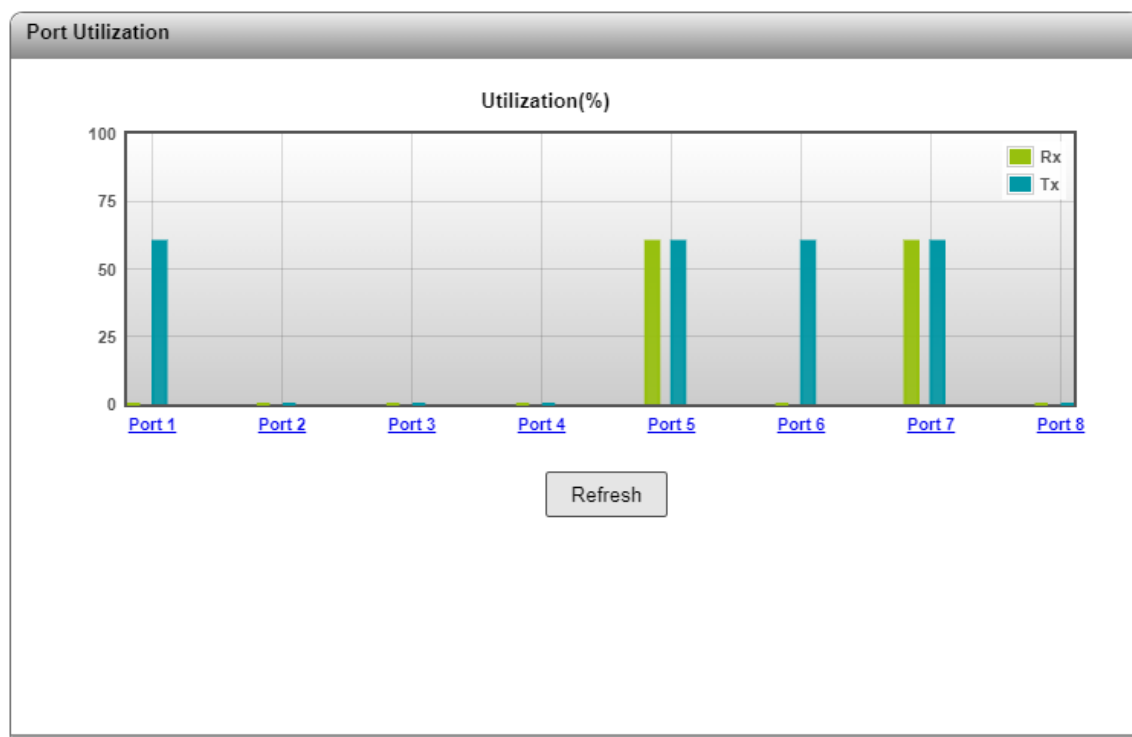 Port Utilization
Utilization(%)
100
75
50
25
0
Rx
Tx
Port 1 Port 2 Port 3 Port 4 Port 5 Port 6 Port 7 Port 8
Refresh